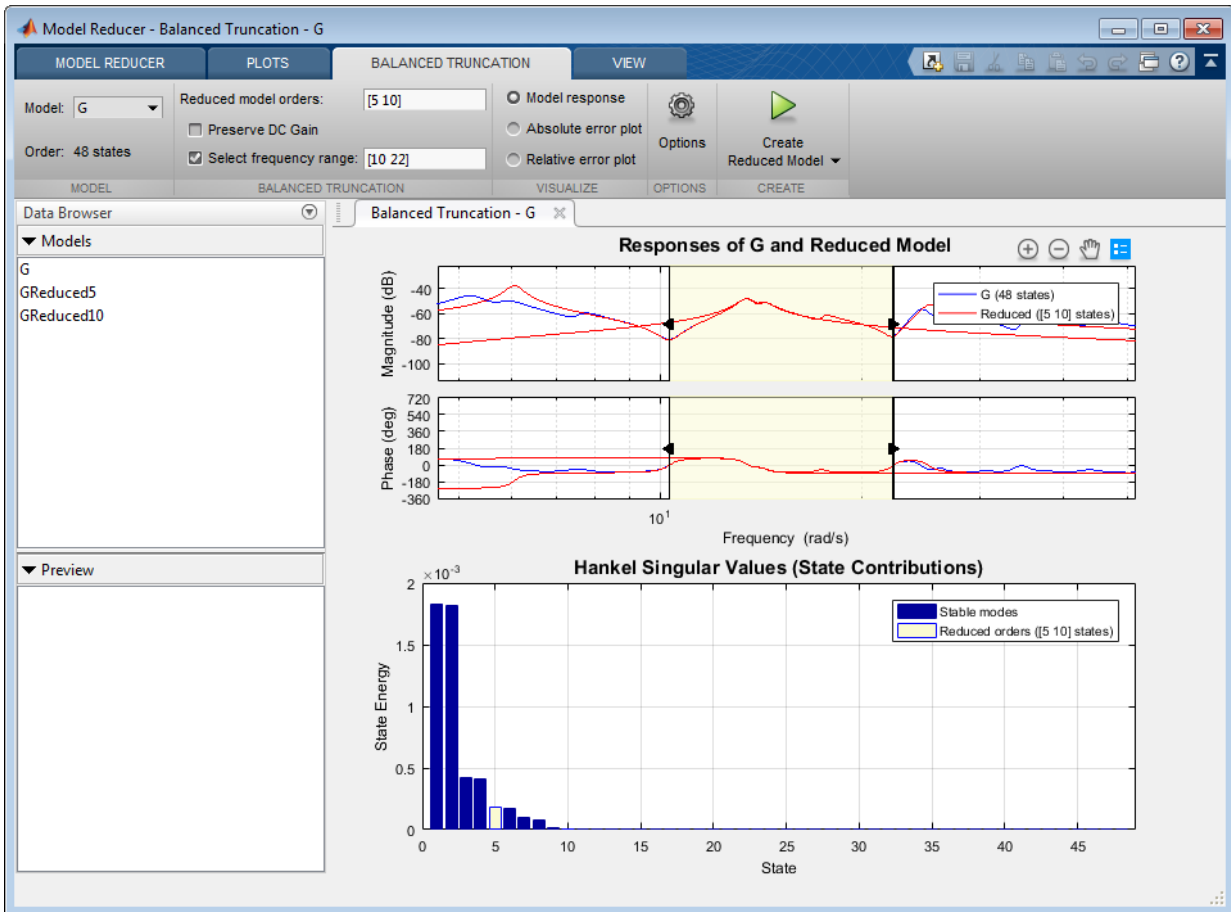 Model Reducer - Balanced Truncation - G
MODEL REDUCER
PLOTS
BALANCED TRUNCATION
VIEW
Model: G
Order: 48 states
MODEL
Reduced model orders: [5 10]
Preserve DC Gain
Select frequency range: [10 22]
BALANCED TRUNCATION
Model response
Absolute error plot
Relative error plot
VISUALIZE
Options
OPTIONS
Create
Reduced Model
CREATE
Data Browser
Models
G
GReduced5
GReduced10
Preview
Balanced Truncation - G
Responses of G and Reduced Model
Magnitude (dB)
-40
-60
-80
-100
G (48 states)
Reduced ([5 10] states)
Phase (deg)
720
540
360
180
0
-180
-360
10¹
Frequency (rad/s)
Hankel Singular Values (State Contributions)
×10⁻³
State Energy
2
1.5
1
0.5
0
Stable modes
Reduced orders ([5 10] states)
0 5 10 15 20 25 30 35 40 45
State